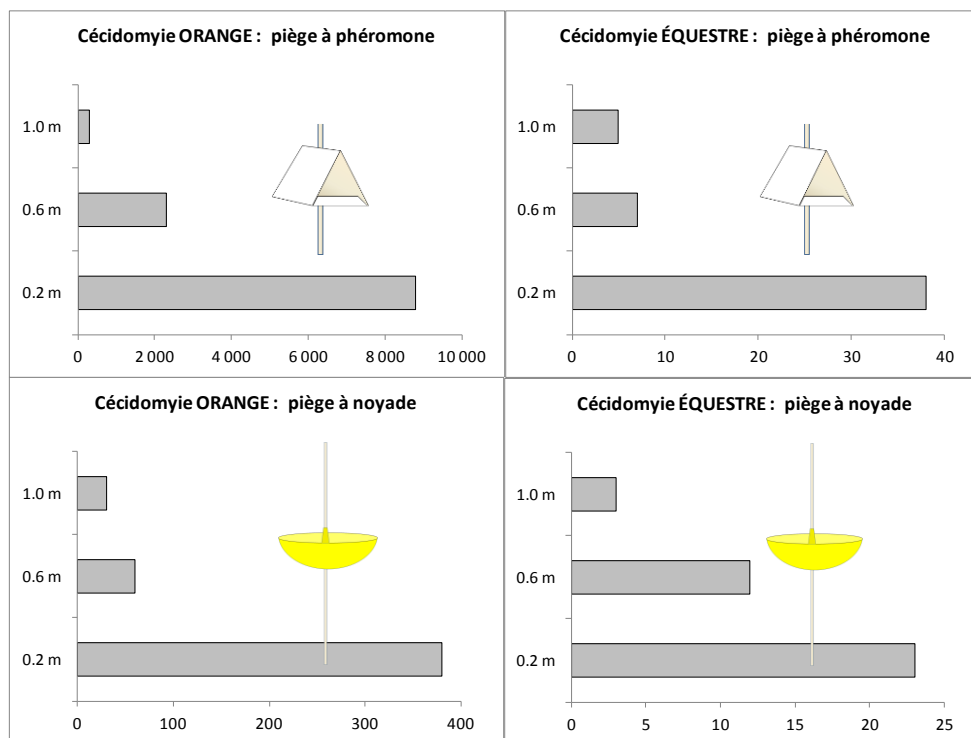 Cécidomyie ORANGE : piège à phéromone
1.0 m
0.6 m
0.2 m
0 2 000 4 000 6 000 8 000 10 000
Cécidomyie ÉQUESTRE : piège à phéromone
1.0 m
0.6 m
0.2 m
0 10 20 30 40
Cécidomyie ORANGE : piège à noyade
1.0 m
0.6 m
0.2 m
0 100 200 300 400
Cécidomyie ÉQUESTRE : piège à noyade
1.0 m
0.6 m
0.2 m
0 5 10 15 20 25